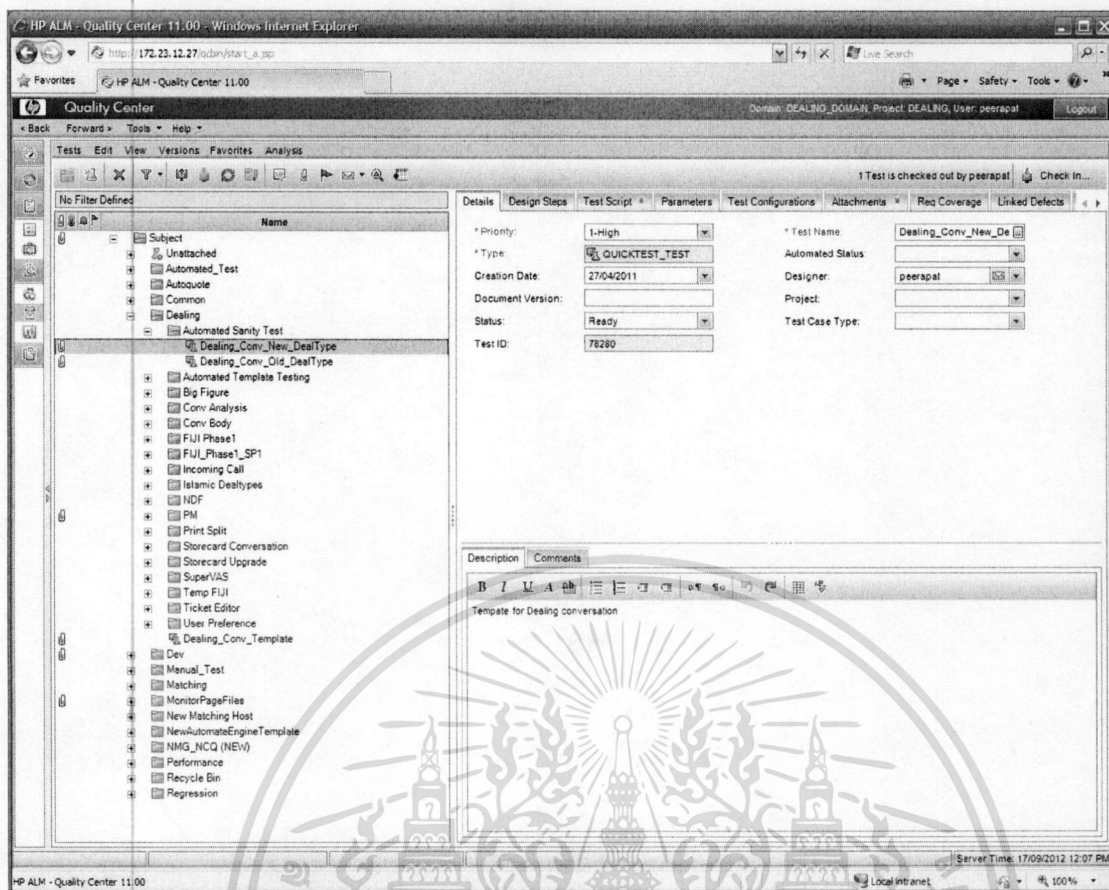 HP ALM - Quality Center 11.00 - Windows Internet Explorer
http://172.23.12.27/qcbin/start_a.jsp
Live Search
Favorites
HP ALM - Quality Center 11.00
Page Safety Tools
hp Quality Center
Domain: DEALING_DOMAIN, Project: DEALING, User: peerapat Logout
< Back Forward > Tools Help
Tests Edit View Versions Favorites Analysis
1 Test is checked out by peerapat Check In...
No Filter Defined
Name
Subject
Unattached
Automated_Test
Autoquote
Common
Dealing
Automated Sanity Test
Dealing_Conv_New_DealType
Dealing_Conv_Old_DealType
Automated Template Testing
Big Figure
Conv Analysis
Conv Body
FIJI Phase1
FIJI_Phase1_SP1
Incoming Call
Islamic Dealtypes
NDF
PM
Print Split
Storecard Conversation
Storecard Upgrade
SuperVAS
Temp FIJI
Ticket Editor
User Preference
Dealing_Conv_Template
Dev
Manual_Test
Matching
MonitorPageFiles
New Matching Host
NewAutomateEngineTemplate
NMG_NCQ (NEW)
Performance
Recycle Bin
Regression
Details Design Steps Test Script * Parameters Test Configurations Attachments * Req Coverage Linked Defects
* Priority: 1-High * Test Name: Dealing_Conv_New_De ...
* Type: QUICKTEST_TEST Automated Status:
Creation Date: 27/04/2011 Designer: peerapat
Document Version: Project:
Status: Ready Test Case Type:
Test ID: 78280
Description Comments
B I U A ab
Tempate for Dealing conversation
Server Time: 17/09/2012 12:07 PM
HP ALM - Quality Center 11.00 Local intranet 100%